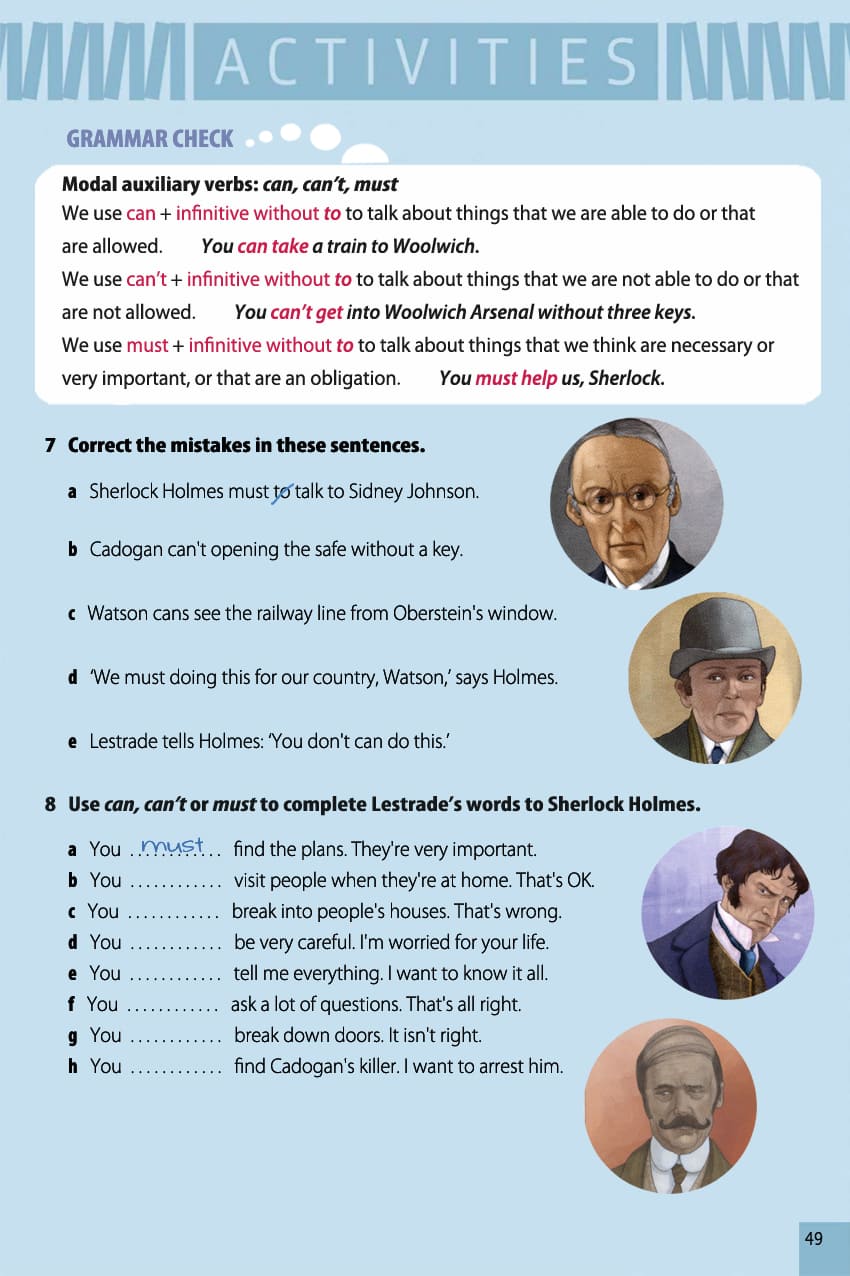 ACTIVITIES
GRAMMAR CHECK
Modal auxiliary verbs: can, can't, must
We use can + infinitive without to to talk about things that we are able to do or that
are allowed. You can take a train to Woolwich.
We use can't + infinitive without to to talk about things that we are not able to do or that
are not allowed. You can't get into Woolwich Arsenal without three keys.
We use must + infinitive without to to talk about things that we think are necessary or
very important, or that are an obligation. You must help us, Sherlock.
7 Correct the mistakes in these sentences.
a Sherlock Holmes must to talk to Sidney Johnson.
b Cadogan can't opening the safe without a key.
c Watson cans see the railway line from Oberstein's window.
d 'We must doing this for our country, Watson,' says Holmes.
e Lestrade tells Holmes: 'You don't can do this.'
8 Use can, can't or must to complete Lestrade's words to Sherlock Holmes.
a You ...must... find the plans. They're very important.
b You ............ visit people when they're at home. That's OK.
c You ............ break into people's houses. That's wrong.
d You ............ be very careful. I'm worried for your life.
e You ............ tell me everything. I want to know it all.
f You ............ ask a lot of questions. That's all right.
g You ............ break down doors. It isn't right.
h You ............ find Cadogan's killer. I want to arrest him.
49